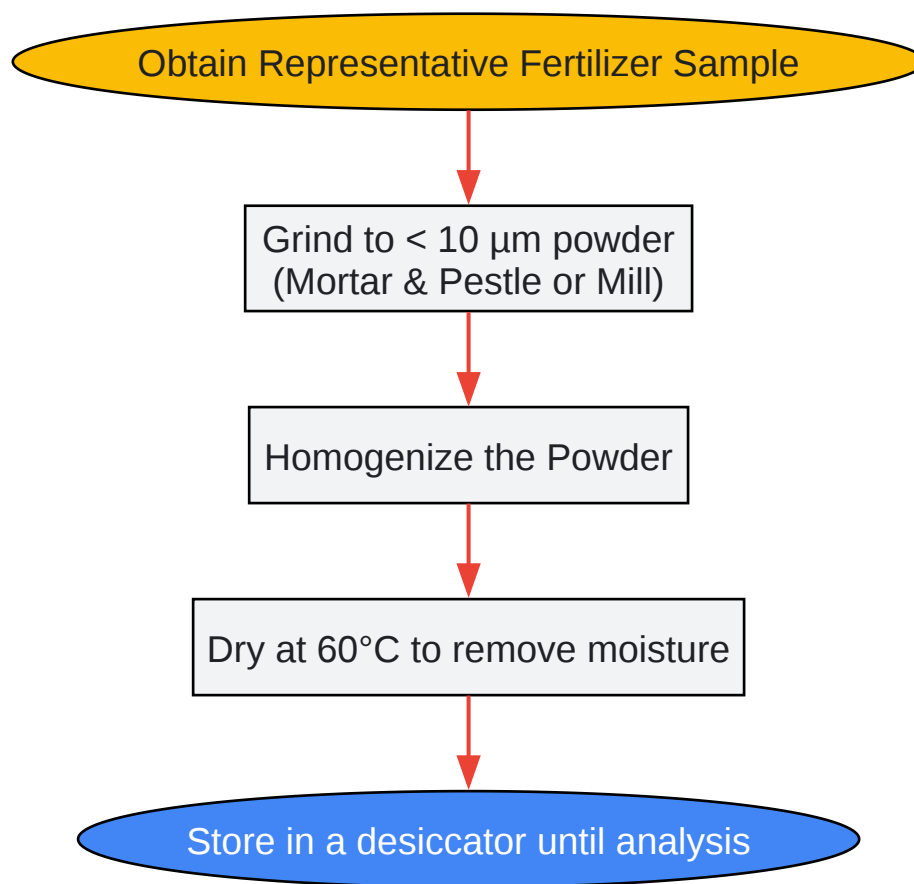 Obtain Representative Fertilizer Sample
Grind to < 10 µm powder
(Mortar & Pestle or Mill)
Homogenize the Powder
Dry at 60°C to remove moisture
Store in a desiccator until analysis